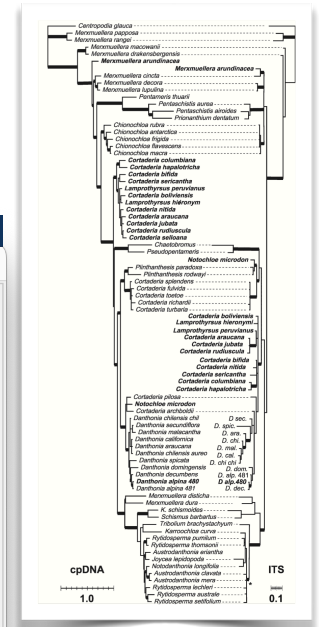 Centropodia glauca
Merxmuellera papposa
Merxmuellera rangei
Merxmuellera macowanii
Merxmuellera drakensbergensis
Merxmuellera arundinacea
Merxmuellera arundinacea
Merxmuellera cincta
Merxmuellera decora
Merxmuellera lupulina
Pentameris thuarii
Pentaschistis aurea
Pentaschistis airoides
Prionanthium dentatum
Chionochloa rubra
Chionochloa antarctica
Chionochloa frigida
Chionochloa flavescens
Chionochloa macra
Cortaderia columbiana
Cortaderia hapalotricha
Cortaderia bifida
Cortaderia sericantha
Lamprothyrsus peruvianus
Cortaderia boliviensis
Lamprothyrsus hieronym
Cortaderia nitida
Cortaderia araucana
Cortaderia jubata
Cortaderia rudiuscula
Cortaderia selloana
Chaetobromus
Pseudopentameris
Notochloe microdon
Plinthanthesis paradoxa
Plinthanthesis rodwayi
Cortaderia splendens
Cortaderia fulvida
Cortaderia toetoe
Cortaderia richardii
Cortaderia turbaria
Cortaderia boliviensis
Lamprothyrsus hieronymi
Lamprothyrsus peruvianus
Cortaderia araucana
Cortaderia jubata
Cortaderia rudiuscula
Cortaderia bifida
Cortaderia nitida
Cortaderia sericantha
Cortaderia columbiana
Cortaderia hapalotricha
Cortaderia pilosa
Notochloe microdon
Cortaderia archboldii
Danthonia chilensis chil D sec.
Danthonia secundiflora D. spic.
Danthonia malacantha D. ara.
Danthonia californica D. chi.
Danthonia araucana D. mal.
Danthonia chilensis aureo D. cal.
Danthonia spicata D. chi chi
Danthonia domingensis D. dom.
Danthonia decumbens D. alp. 481
Danthonia alpina 480 D alp.480
Danthonia alpina 481 D. dec.
Merxmuellera disticha
Merxmuellera dura
K. schismoides
Schismus barbatus
Tribolium brachystachyum
Karroochloa curva
Rytidosperma pumilum
Rytidosperma thomsonii
Austrodanthonia eriantha
Joycea lepidopoda
Notodanthonia longifolia
Austrodanthonia clavata
Austrodanthonia mera
Rytidosperma lechleri
Rytidosperma australe
Rytidosperma setifolium
cpDNA ITS
1.0 0.1